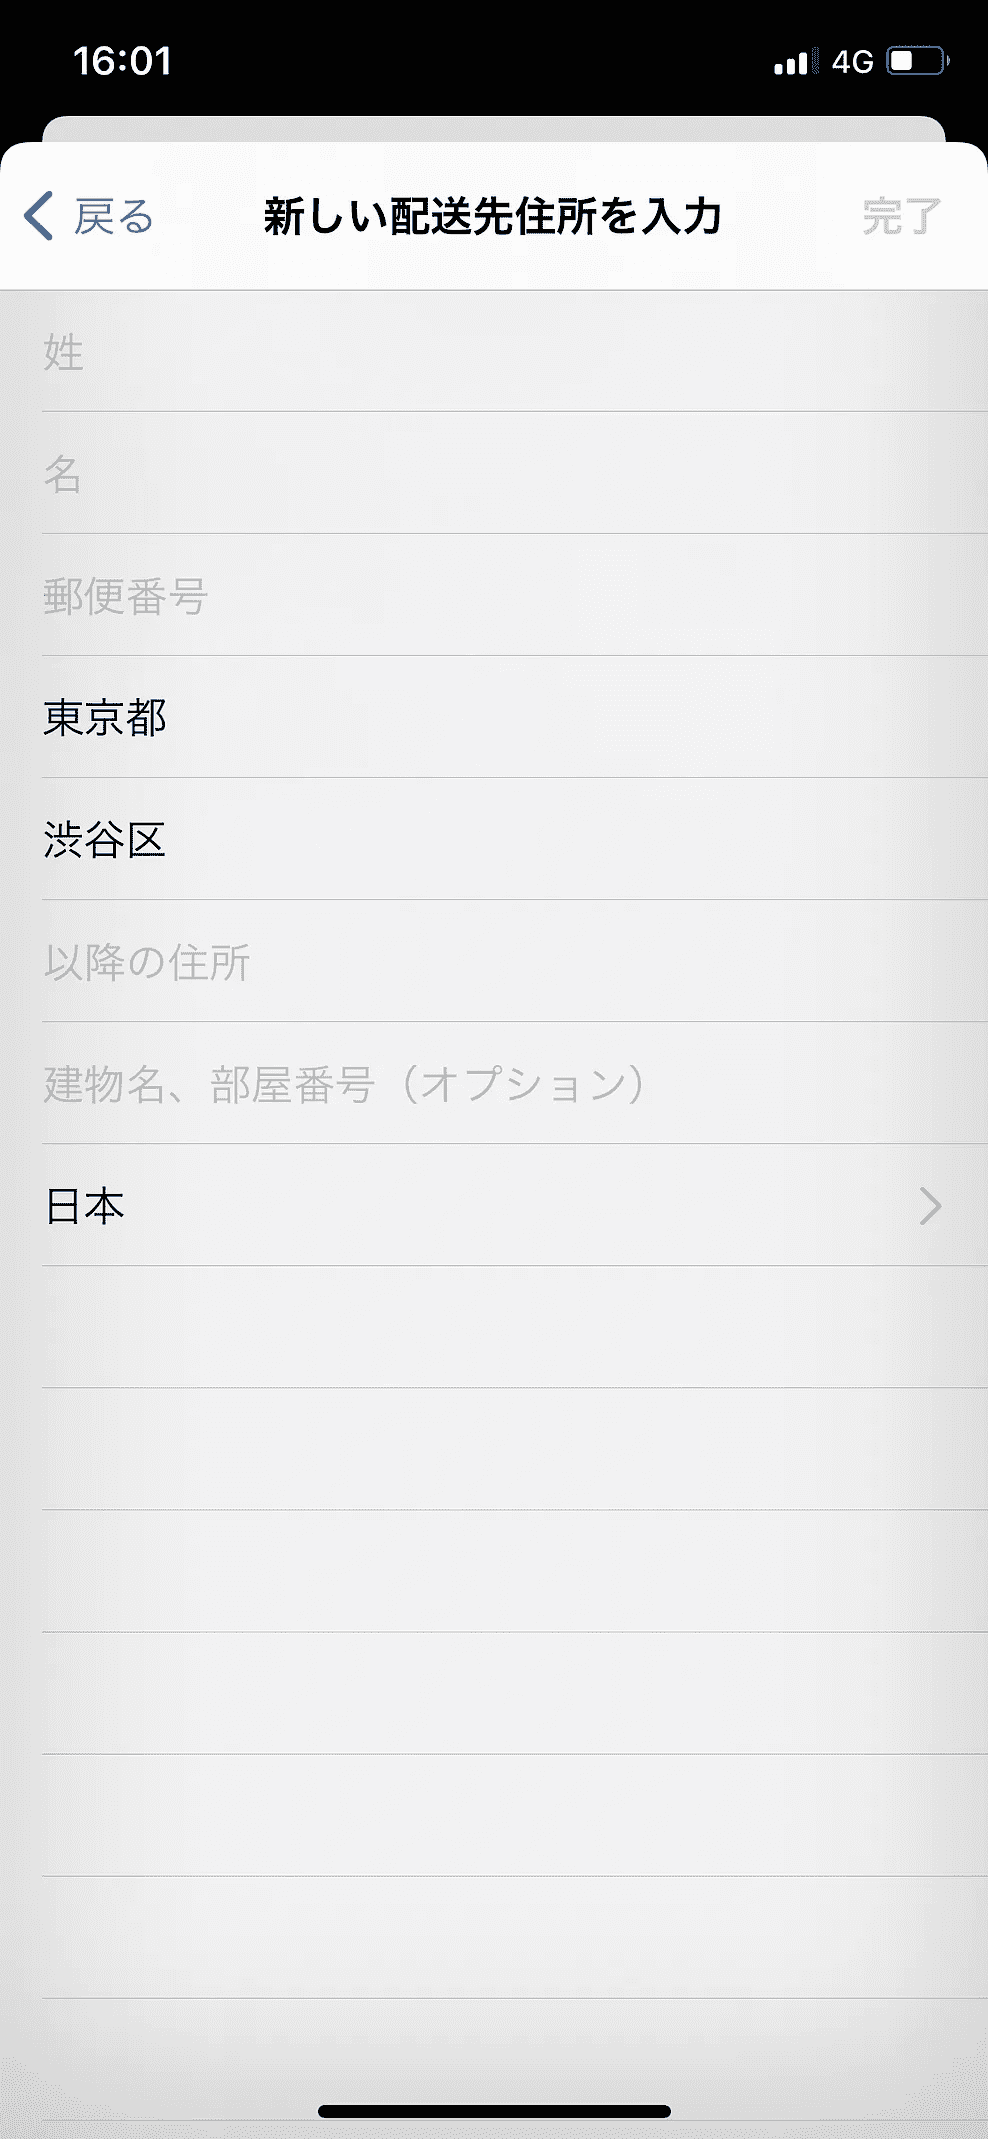 16:01
4G
戻る
新しい配送先住所を入力
完了
姓
名
郵便番号
東京都
渋谷区
以降の住所
建物名、部屋番号（オプション）
日本